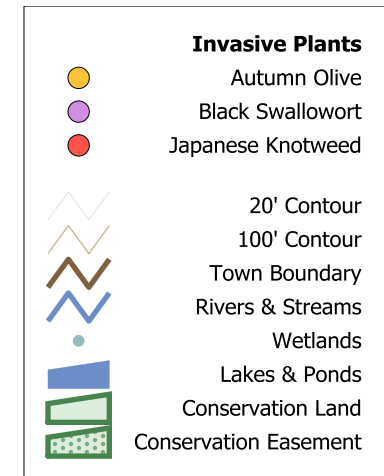 Invasive Plants
Autumn Olive
Black Swallowort
Japanese Knotweed
20' Contour
100' Contour
Town Boundary
Rivers & Streams
Wetlands
Lakes & Ponds
Conservation Land
Conservation Easement